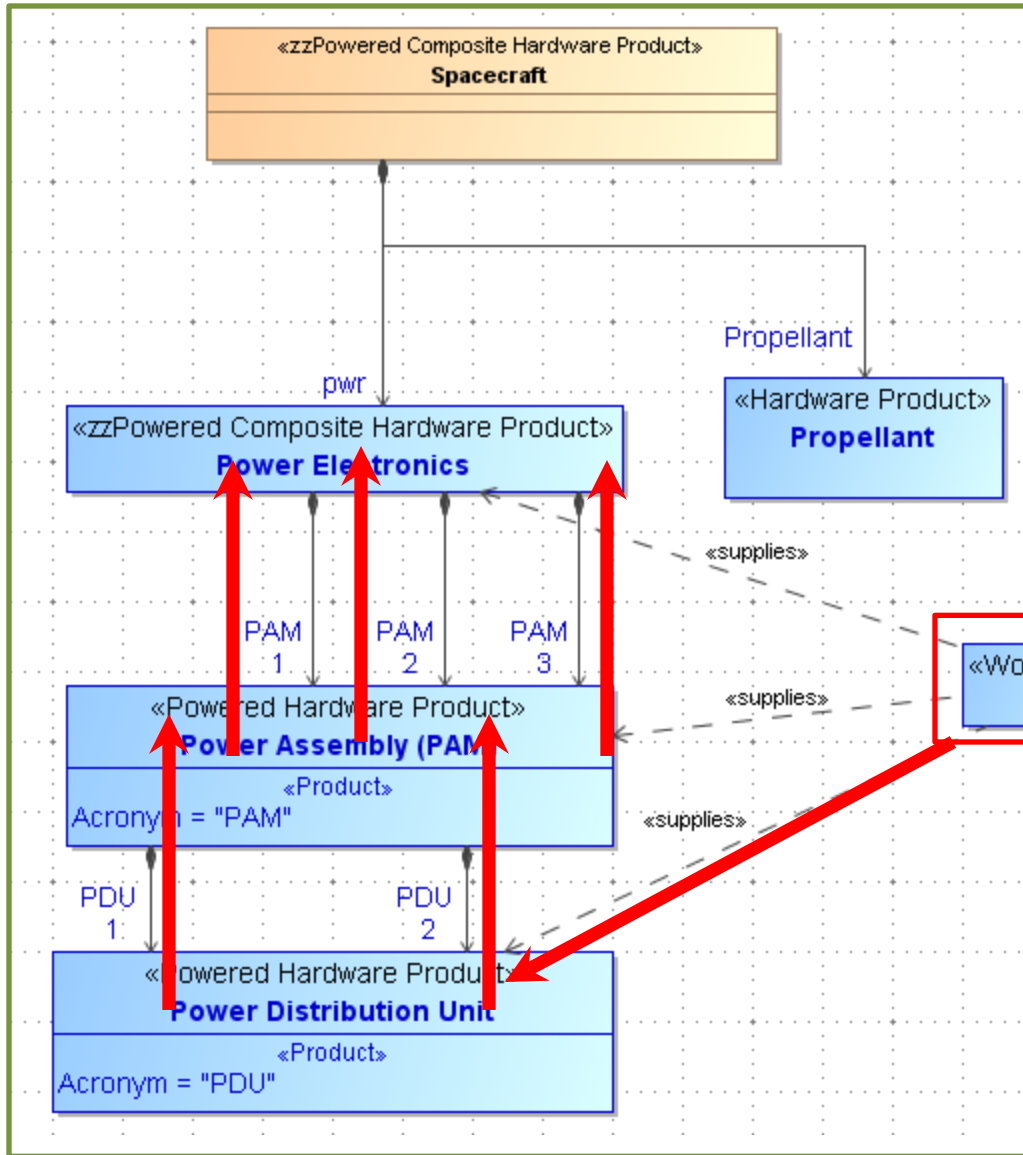 «zzPowered Composite Hardware Product»
Spacecraft
Propellant
pwr
«Hardware Product»
Propellant
«zzPowered Composite Hardware Product»
Power Electronics
«supplies»
PAM
1
PAM
2
PAM
3
«Wo
«Powered Hardware Product»
Power Assembly (PAM
«supplies»
«Product»
Acronym = "PAM"
«supplies»
PDU
1
PDU
2
«Powered Hardware Product»
Power Distribution Unit
«Product»
Acronym = "PDU"